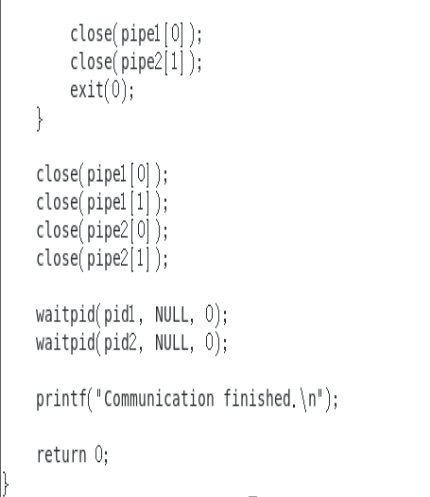 close(pipe1[0]);
close(pipe2[1]);
exit(0);
}
close(pipe1[0]);
close(pipe1[1]);
close(pipe2[0]);
close(pipe2[1]);
waitpid(pid1, NULL, 0);
waitpid(pid2, NULL, 0);
printf("Communication finished.\n");
return 0;
}